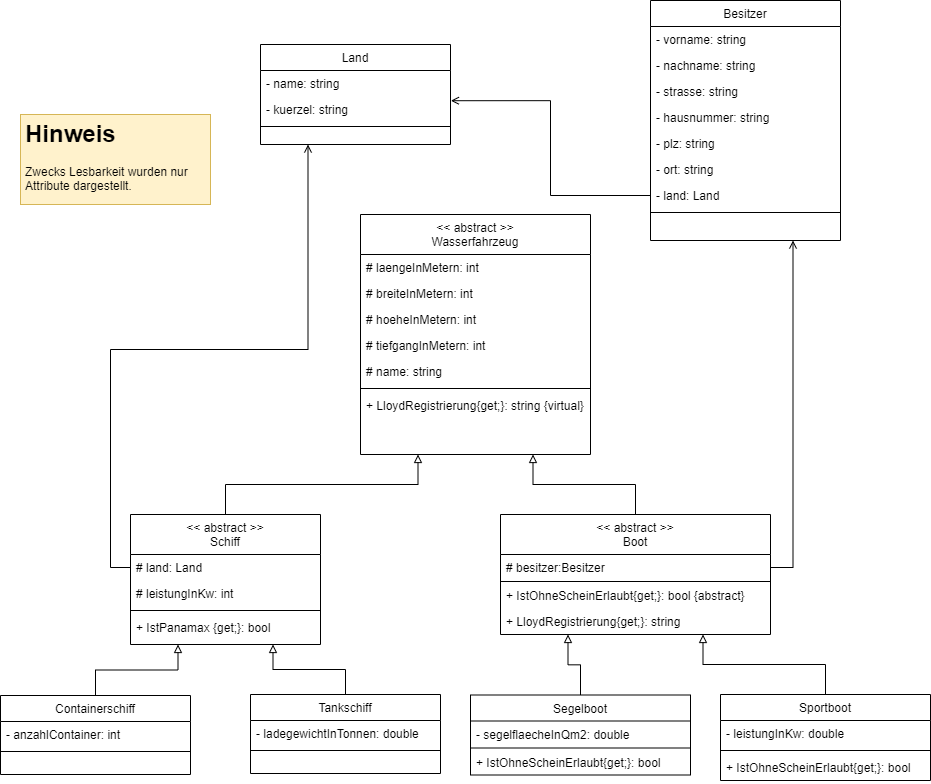 Besitzer
- vorname: string
- nachname: string
- strasse: string
- hausnummer: string
- plz: string
- ort: string
- land: Land
Land
- name: string
- kuerzel: string
Hinweis
Zwecks Lesbarkeit wurden nur
Attribute dargestellt.
<< abstract >>
Wasserfahrzeug
# laengeInMetern: int
# breiteInMetern: int
# hoeheInMetern: int
# tiefgangInMetern: int
# name: string
+ LloydRegistrierung{get;}: string {virtual}
<< abstract >>
Schiff
# land: Land
# leistungInKw: int
+ IstPanamax {get;}: bool
<< abstract >>
Boot
# besitzer:Besitzer
+ IstOhneScheinErlaubt{get;}: bool {abstract}
+ LloydRegistrierung{get;}: string
Containerschiff
- anzahlContainer: int
Tankschiff
- ladegewichtInTonnen: double
Segelboot
- segelflaecheInQm2: double
+ IstOhneScheinErlaubt{get;}: bool
Sportboot
- leistungInKw: double
+ IstOhneScheinErlaubt{get;}: bool